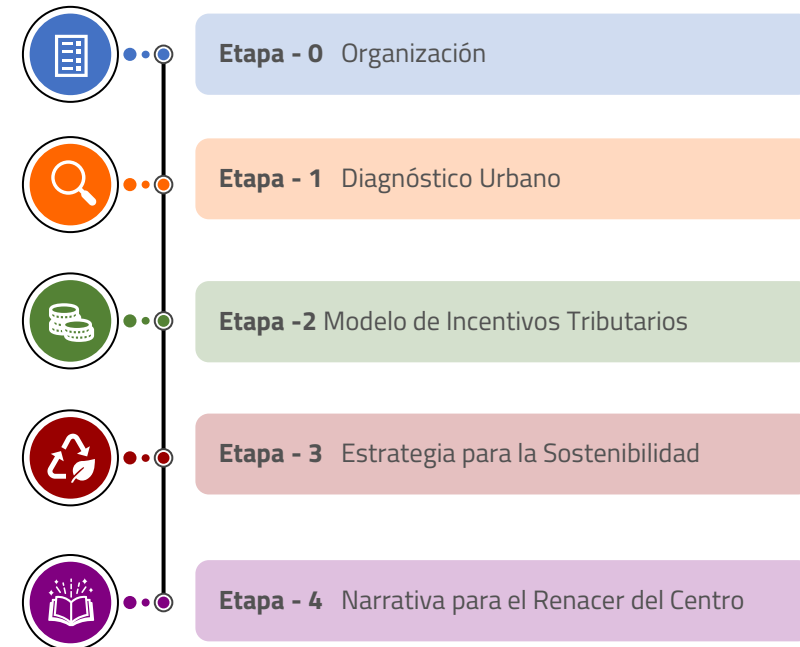 Etapa - 0 Organización
Etapa - 1 Diagnóstico Urbano
Etapa -2 Modelo de Incentivos Tributarios
Etapa - 3 Estrategia para la Sostenibilidad
Etapa - 4 Narrativa para el Renacer del Centro